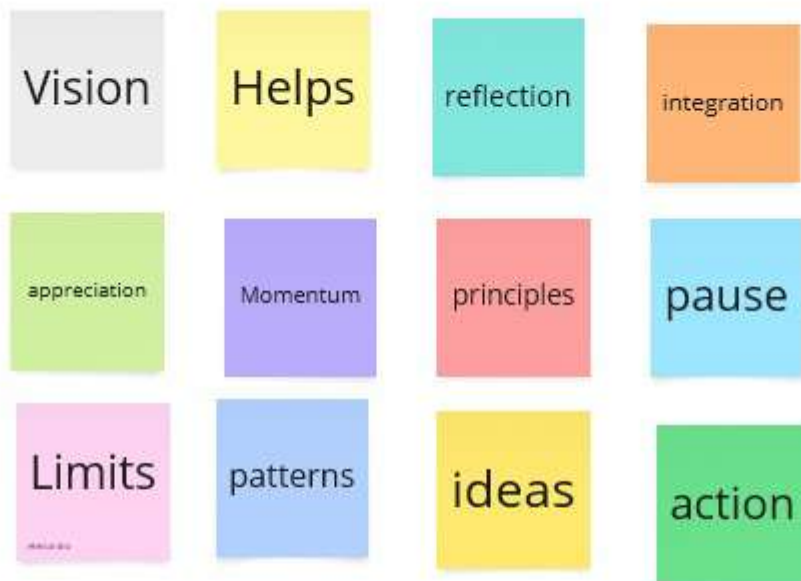 Vision
Helps
reflection
integration
appreciation
Momentum
principles
pause
Limits
patterns
ideas
action